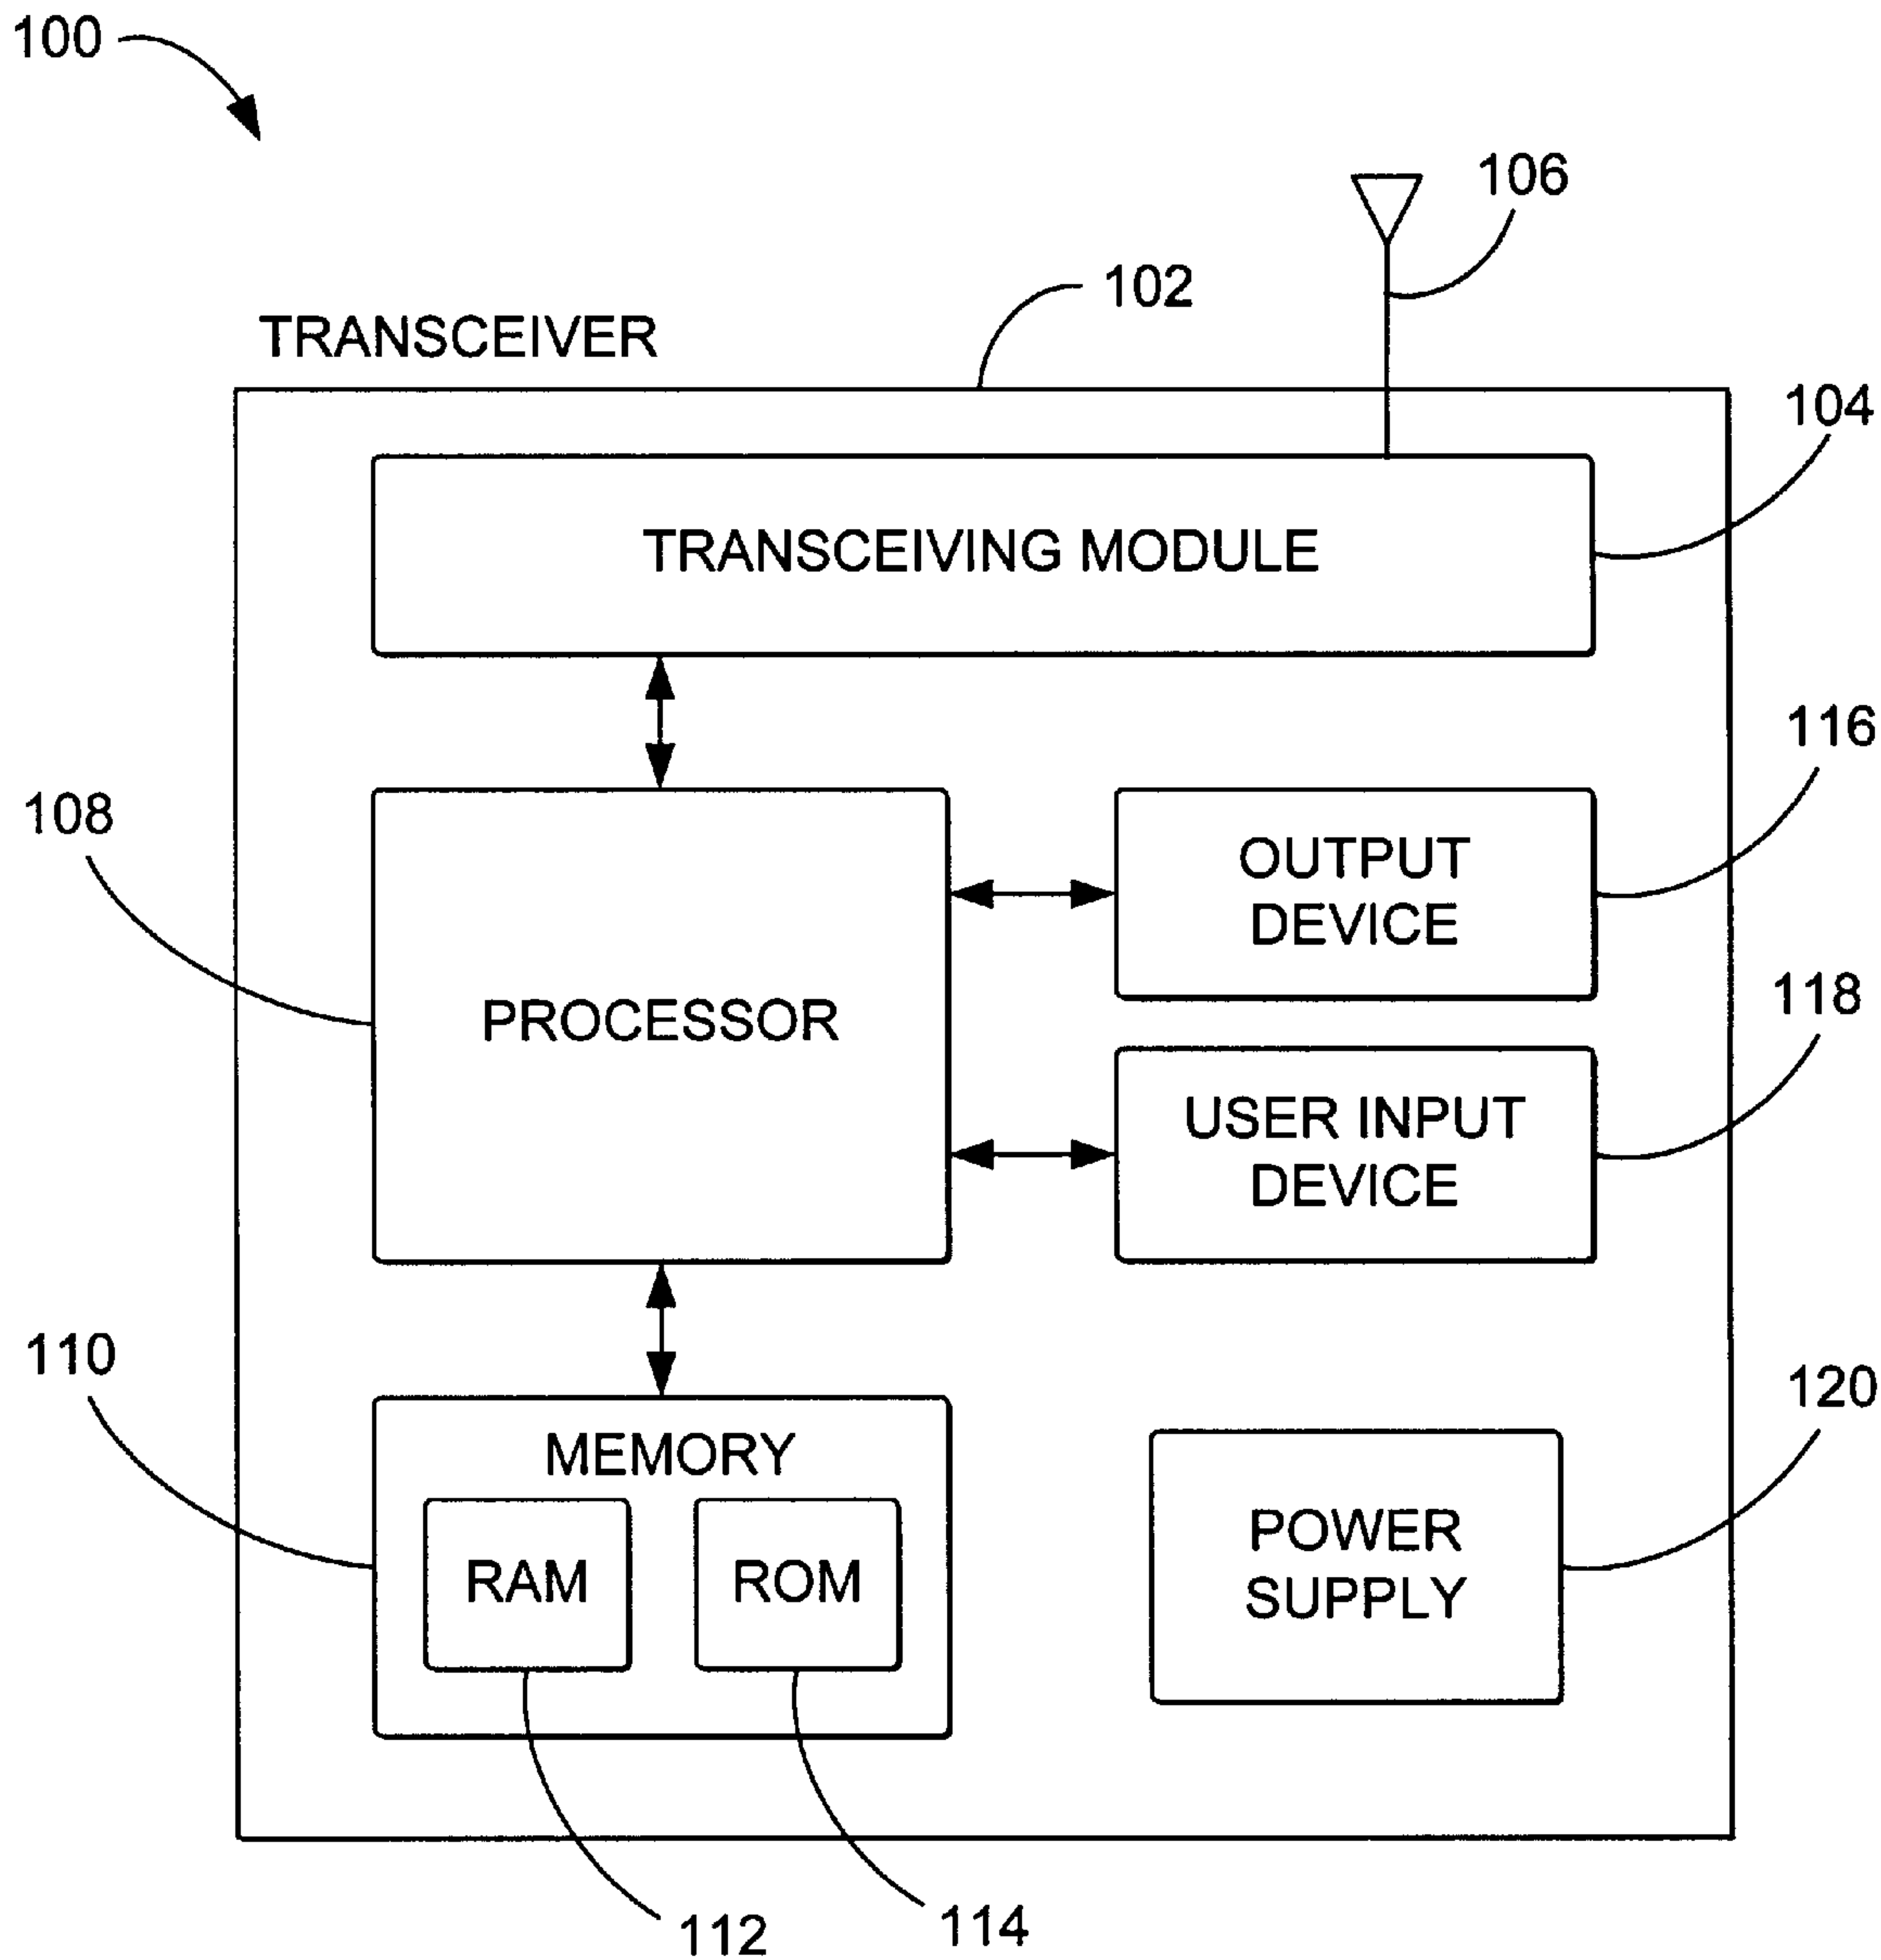 100
106
102
TRANSCEIVER
104
TRANSCEIVING MODULE
116
108
OUTPUT
DEVICE
118
PROCESSOR
USER INPUT
DEVICE
110
120
MEMORY
POWER
SUPPLY
RAM
ROM
112
114